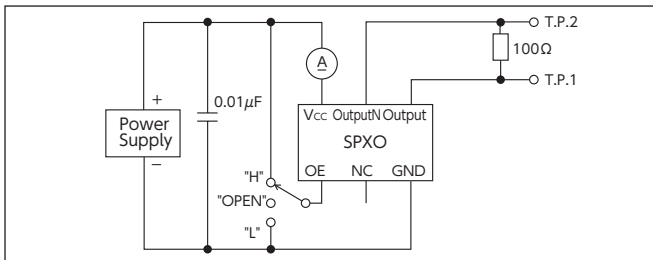 T.P.2
100Ω
T.P.1
A
+
0.01μF
Power
Supply
−
Vcc OutputN Output
SPXO
OE NC GND
"H"
"OPEN"
"L"